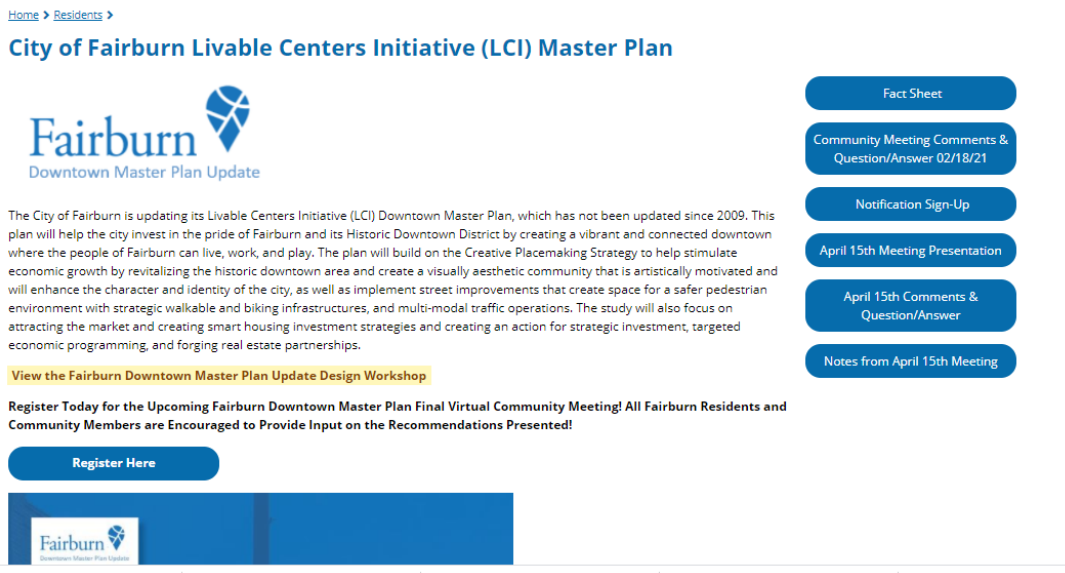 Home > Residents >
City of Fairburn Livable Centers Initiative (LCI) Master Plan
Fairburn
Downtown Master Plan Update
The City of Fairburn is updating its Livable Centers Initiative (LCI) Downtown Master Plan, which has not been updated since 2009. This
plan will help the city invest in the pride of Fairburn and its Historic Downtown District by creating a vibrant and connected downtown
where the people of Fairburn can live, work, and play. The plan will build on the Creative Placemaking Strategy to help stimulate
economic growth by revitalizing the historic downtown area and create a visually aesthetic community that is artistically motivated and
will enhance the character and identity of the city, as well as implement street improvements that create space for a safer pedestrian
environment with strategic walkable and biking infrastructures, and multi-modal traffic operations. The study will also focus on
attracting the market and creating smart housing investment strategies and creating an action for strategic investment, targeted
economic programming, and forging real estate partnerships.
View the Fairburn Downtown Master Plan Update Design Workshop
Register Today for the Upcoming Fairburn Downtown Master Plan Final Virtual Community Meeting! All Fairburn Residents and
Community Members are Encouraged to Provide Input on the Recommendations Presented!
Register Here
Fairburn
Downtown Master Plan Update
Fact Sheet
Community Meeting Comments &
Question/Answer 02/18/21
Notification Sign-Up
April 15th Meeting Presentation
April 15th Comments &
Question/Answer
Notes from April 15th Meeting